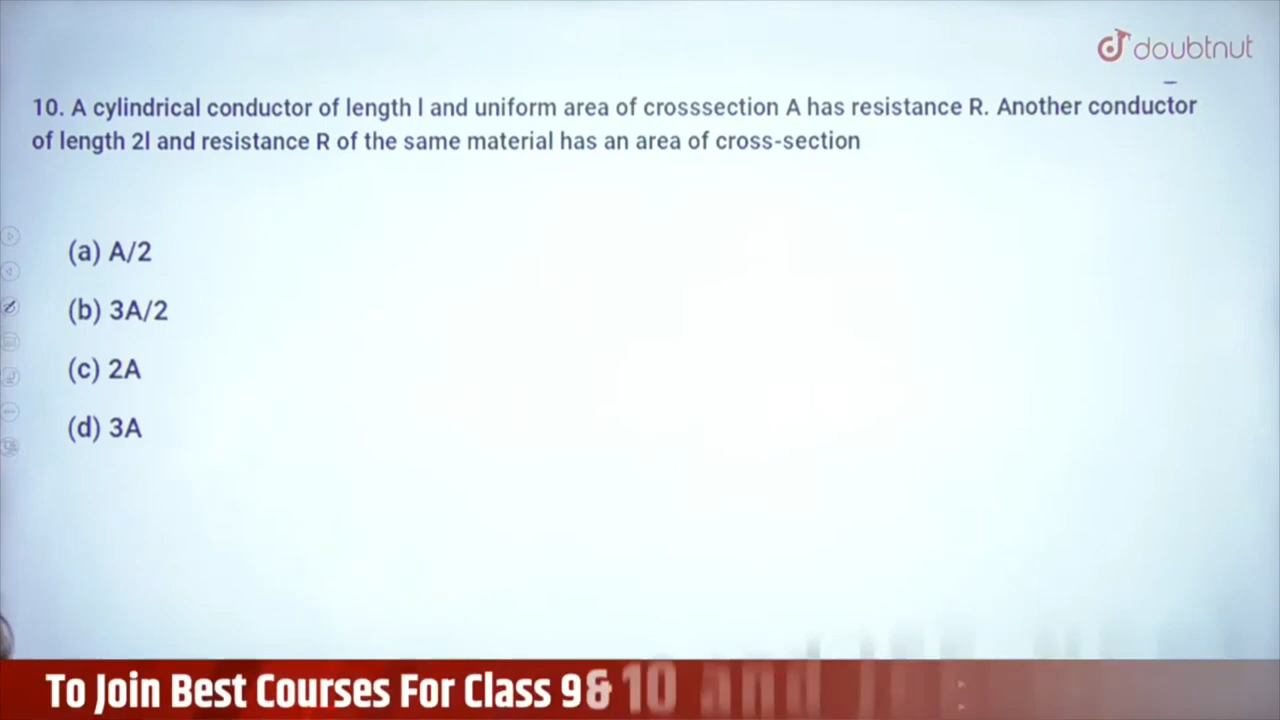 doubtnut
10. A cylindrical conductor of length l and uniform area of crosssection A has resistance R. Another conductor
of length 2l and resistance R of the same material has an area of cross-section
(a) A/2
(b) 3A/2
(c) 2A
(d) 3A
To Join Best Courses For Class 9 & 10 and